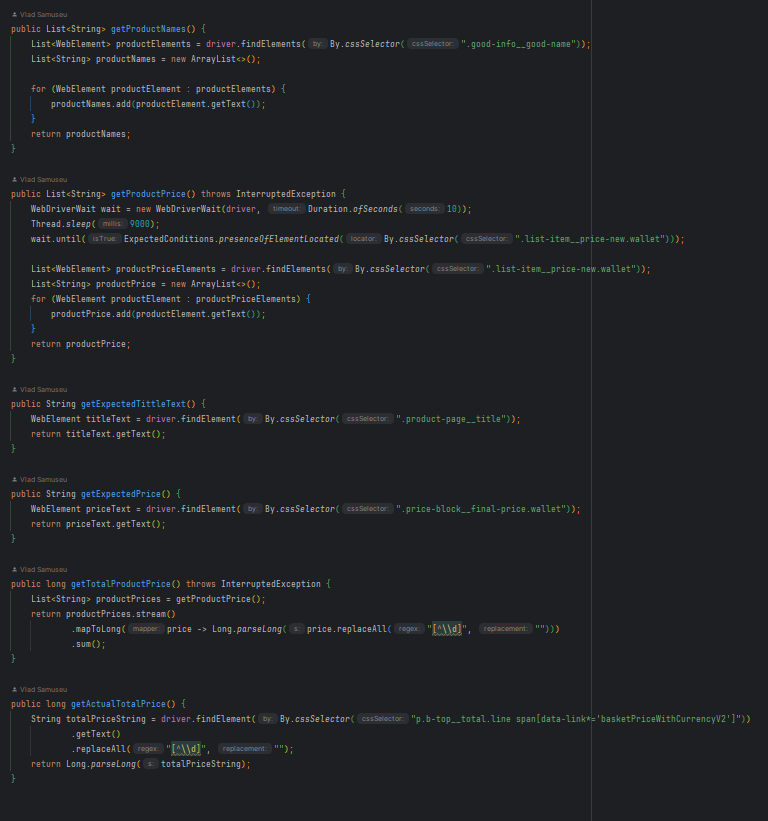 Vlad Samuseu
public List<String> getProductNames() {
List<WebElement> productElements = driver.findElements( by: By.cssSelector( cssSelector: ".good-info__good-name"));
List<String> productNames = new ArrayList<>();
for (WebElement productElement : productElements) {
productNames.add(productElement.getText());
}
return productNames;
}
Vlad Samuseu
public List<String> getProductPrice() throws InterruptedException {
WebDriverWait wait = new WebDriverWait(driver, timeout: Duration.ofSeconds( seconds: 10));
Thread.sleep( millis: 9000);
wait.until( isTrue: ExpectedConditions.presenceOfElementLocated( locator: By.cssSelector( cssSelector: ".list-item__price-new.wallet")));
List<WebElement> productPriceElements = driver.findElements( by: By.cssSelector( cssSelector: ".list-item__price-new.wallet"));
List<String> productPrice = new ArrayList<>();
for (WebElement productElement : productPriceElements) {
productPrice.add(productElement.getText());
}
return productPrice;
}
Vlad Samuseu
public String getExpectedTittleText() {
WebElement titleText = driver.findElement( by: By.cssSelector( cssSelector: ".product-page__title"));
return titleText.getText();
}
Vlad Samuseu
public String getExpectedPrice() {
WebElement priceText = driver.findElement( by: By.cssSelector( cssSelector: ".price-block__final-price.wallet"));
return priceText.getText();
}
Vlad Samuseu
public long getTotalProductPrice() throws InterruptedException {
List<String> productPrices = getProductPrice();
return productPrices.stream()
.mapToLong( mapper: price -> Long.parseLong( s: price.replaceAll( regex: "[^\\d]", replacement: "")))
.sum();
}
Vlad Samuseu
public long getActualTotalPrice() {
String totalPriceString = driver.findElement( by: By.cssSelector( cssSelector: "p.b-top__total.line span[data-link*='basketPriceWithCurrencyV2']"))
.getText()
.replaceAll( regex: "[^\\d]", replacement: "");
return Long.parseLong( s: totalPriceString);
}